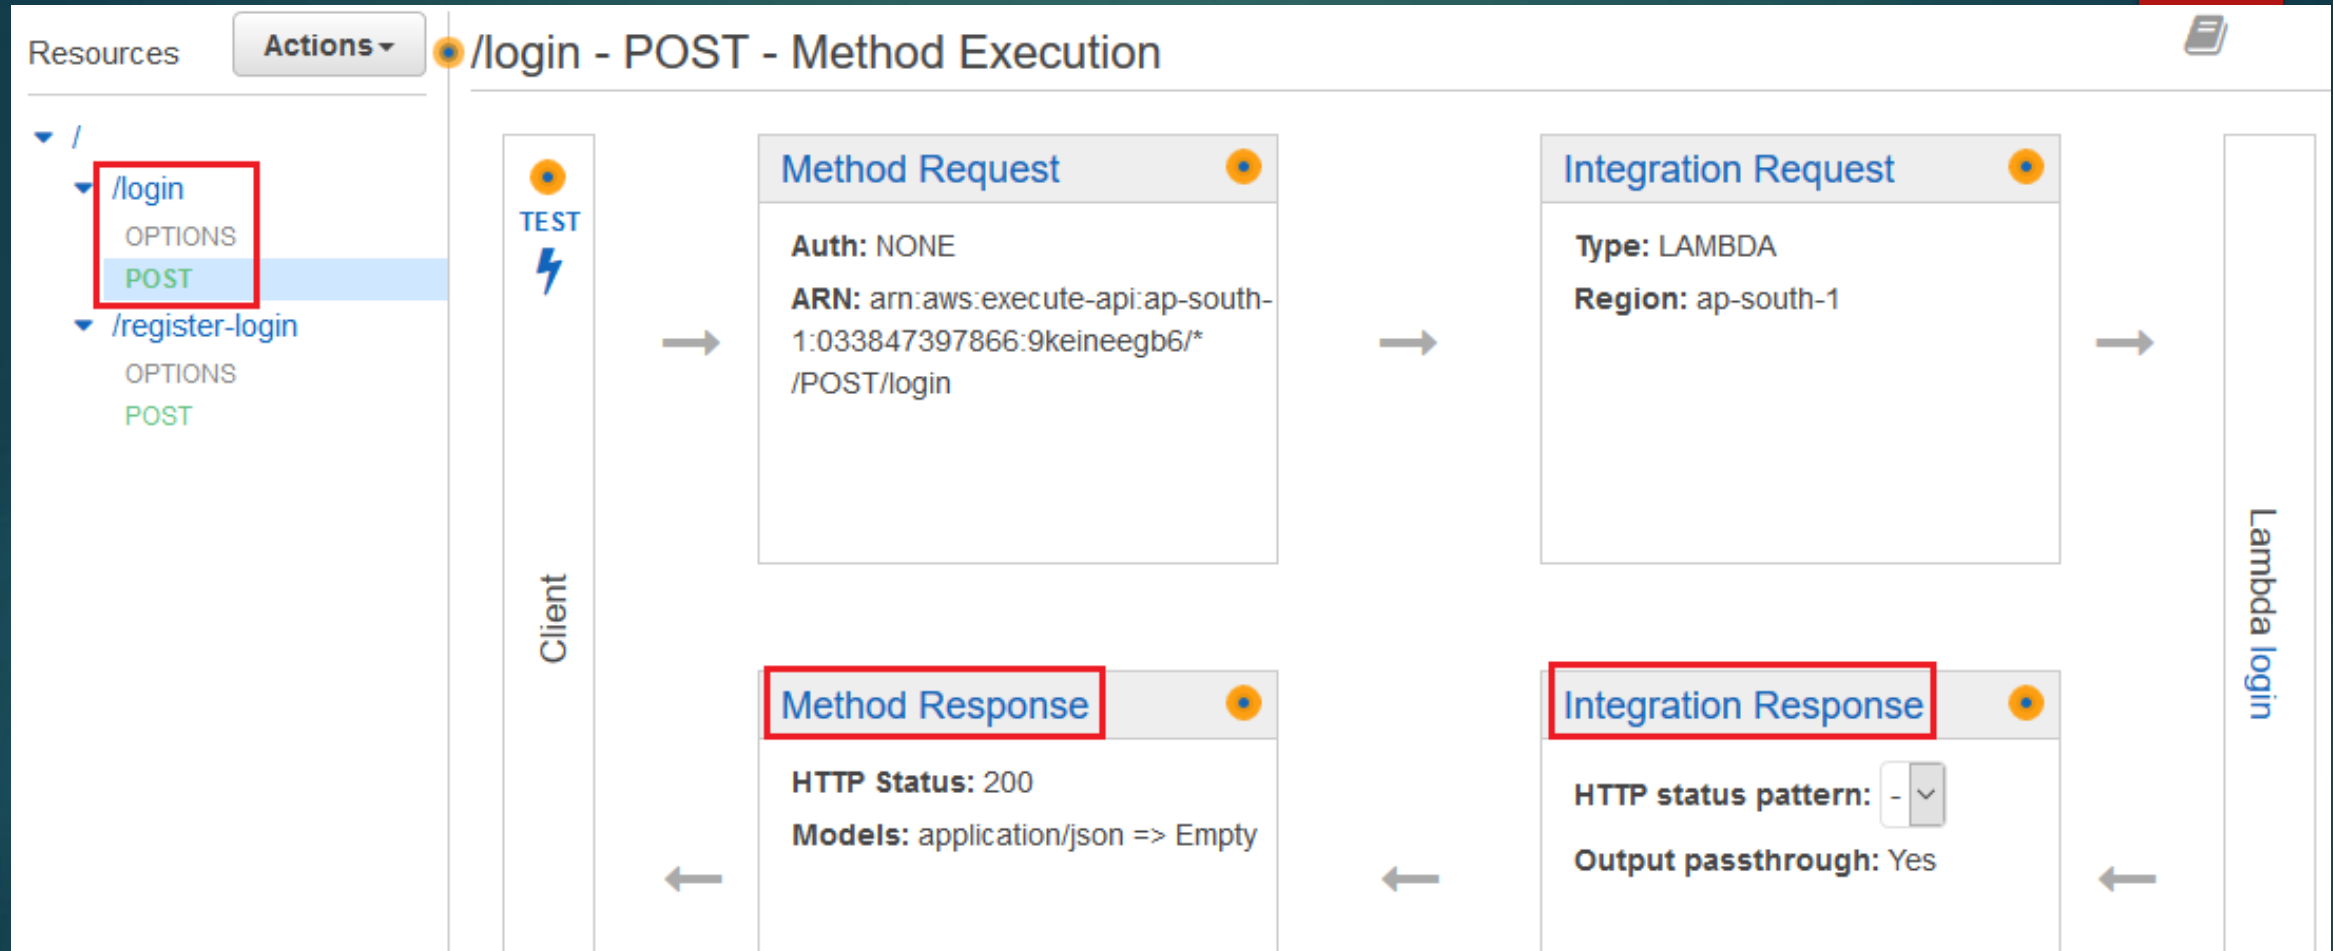 Resources
Actions
/login - POST - Method Execution
/
/login
OPTIONS
POST
/register-login
OPTIONS
POST
TEST
Client
Method Request
Auth: NONE
ARN: arn:aws:execute-api:ap-south-
1:033847397866:9keineegb6/*
/POST/login
Integration Request
Type: LAMBDA
Region: ap-south-1
Lambda login
Method Response
HTTP Status: 200
Models: application/json => Empty
Integration Response
HTTP status pattern: -
Output passthrough: Yes